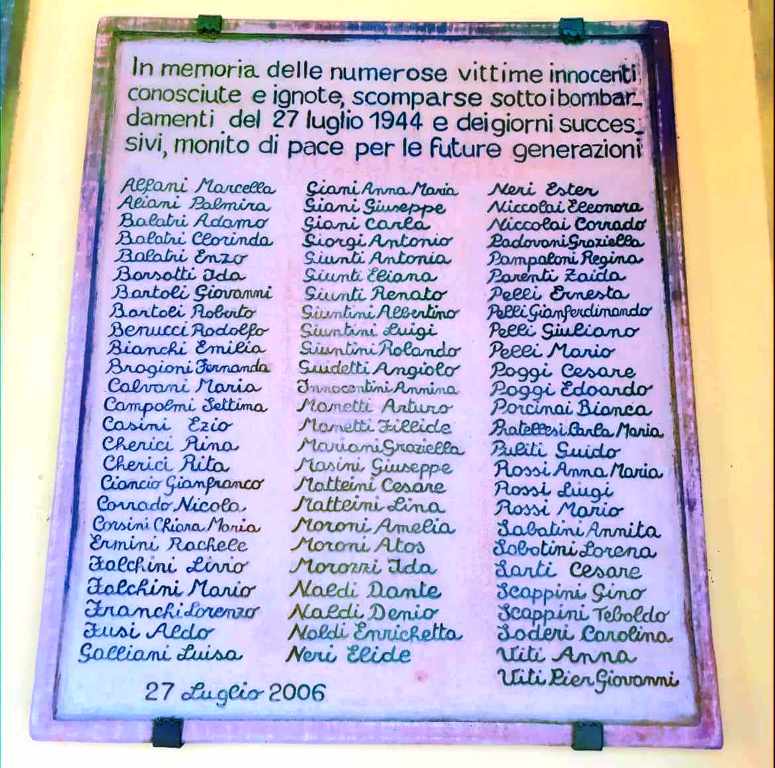 In memoria delle numerose vittime innocenti
conosciute e ignote, scomparse sotto i bombar_
damenti del 27 luglio 1944 e dei giorni succes_
sivi, monito di pace per le future generazioni
Alfani Marcella
Aliani Palmira
Balatri Adamo
Balatri Clorinda
Balatri Enzo
Barsotti Ida
Bartoli Giovanni
Bartoli Roberto
Benucci Rodolfo
Bianchi Emilia
Bragioni Fernanda
Calvani Maria
Campolmi Settima
Casini Ezio
Cherici Pina
Cherici Rita
Ciancio Gianfranco
Corrado Nicola
Corsini Chiara Maria
Ermini Rachele
Falchini Livio
Falchini Mario
Franchi Lorenzo
Fusi Aldo
Galliani Luisa
Giani Anna Maria
Giani Giuseppe
Giani Carla
Giorgi Antonio
Giunti Antonia
Giunti Eliana
Giunti Renato
Giuntini Albertino
Giuntini Luigi
Giuntini Rolando
Guidetti Angiolo
Innocentini Annina
Manetti Arturo
Manetti Fillide
Mariani Graziella
Masini Giuseppe
Matteini Cesare
Matteini Lina
Moroni Amelia
Moroni Atos
Morozzi Ida
Naldi Dante
Naldi Denio
Naldi Enrichetta
Neri Elide
Neri Ester
Niccolai Eleonora
Niccolai Corrado
Padovani Graziella
Pampaloni Regina
Parenti Zaida
Pelli Ernesta
Pelli Gianferdinando
Pelli Giuliano
Pelli Mario
Poggi Cesare
Poggi Edoardo
Porcinai Bianca
Pratellesi Carla Maria
Puliti Guido
Rossi Anna Maria
Rossi Luigi
Rossi Mario
Sabatini Annita
Sabatini Lorena
Sarti Cesare
Scappini Gino
Scappini Teboldo
Soderi Carolina
Viti Anna
Viti Pier Giovanni
27 Luglio 2006